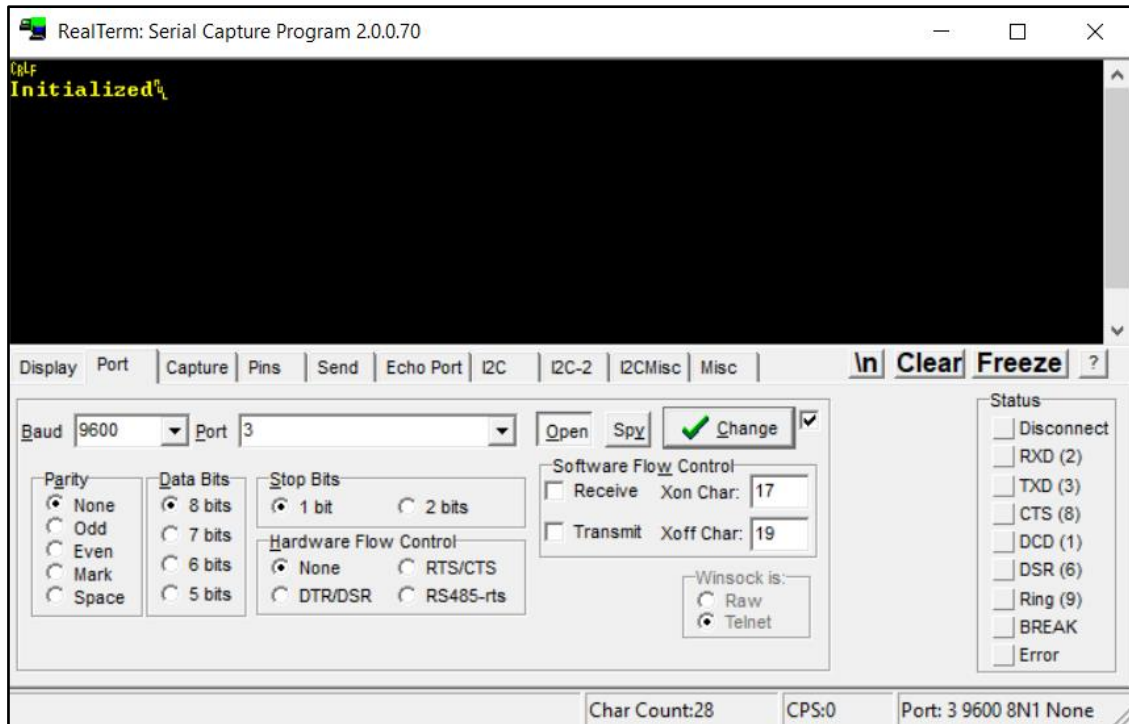 RealTerm: Serial Capture Program 2.0.0.70
CRLF
Initialized␀
Display Port Capture Pins Send Echo Port I2C I2C-2 I2CMisc Misc \n Clear Freeze ?
Baud 9600 Port 3 Open Spy Change
Status
Disconnect
RXD (2)
TXD (3)
CTS (8)
DCD (1)
DSR (6)
Ring (9)
BREAK
Error
Parity
None
Odd
Even
Mark
Space
Data Bits
8 bits
7 bits
6 bits
5 bits
Stop Bits
1 bit 2 bits
Hardware Flow Control
None RTS/CTS
DTR/DSR RS485-rts
Software Flow Control
Receive Xon Char: 17
Transmit Xoff Char: 19
Winsock is:
Raw
Telnet
Char Count:28 CPS:0 Port: 3 9600 8N1 None